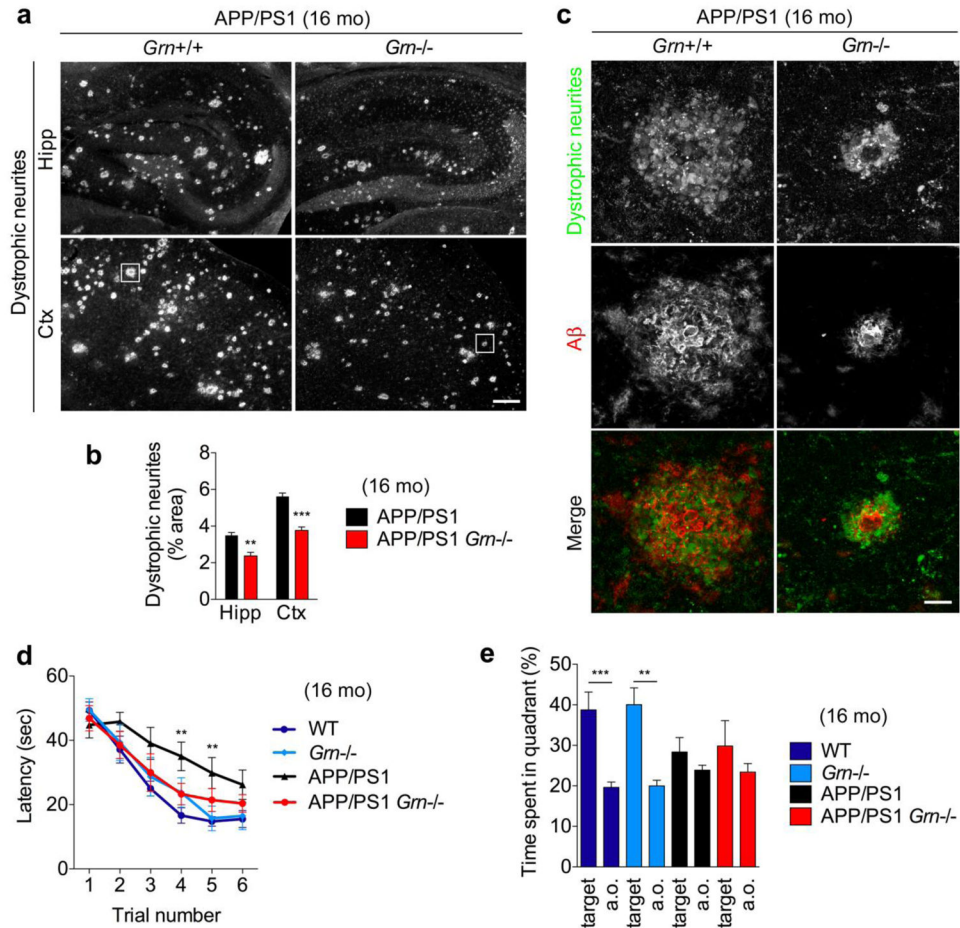 a
APP/PS1 (16 mo)
Grn+/+
Grn-/-
Dystrophic neurites
Hipp
Ctx
b
Dystrophic neurites
(% area)
8
6
4
2
0
**
***
Hipp
Ctx
(16 mo)
APP/PS1
APP/PS1 Grn-/-
c
APP/PS1 (16 mo)
Grn+/+
Grn-/-
Dystrophic neurites
Aβ
Merge
d
Latency (sec)
60
40
20
0
**
**
1 2 3 4 5 6
Trial number
(16 mo)
WT
Grn-/-
APP/PS1
APP/PS1 Grn-/-
e
Time spent in quadrant (%)
50
40
30
20
10
0
***
**
target
a.o.
target
a.o.
target
a.o.
target
a.o.
(16 mo)
WT
Grn-/-
APP/PS1
APP/PS1 Grn-/-